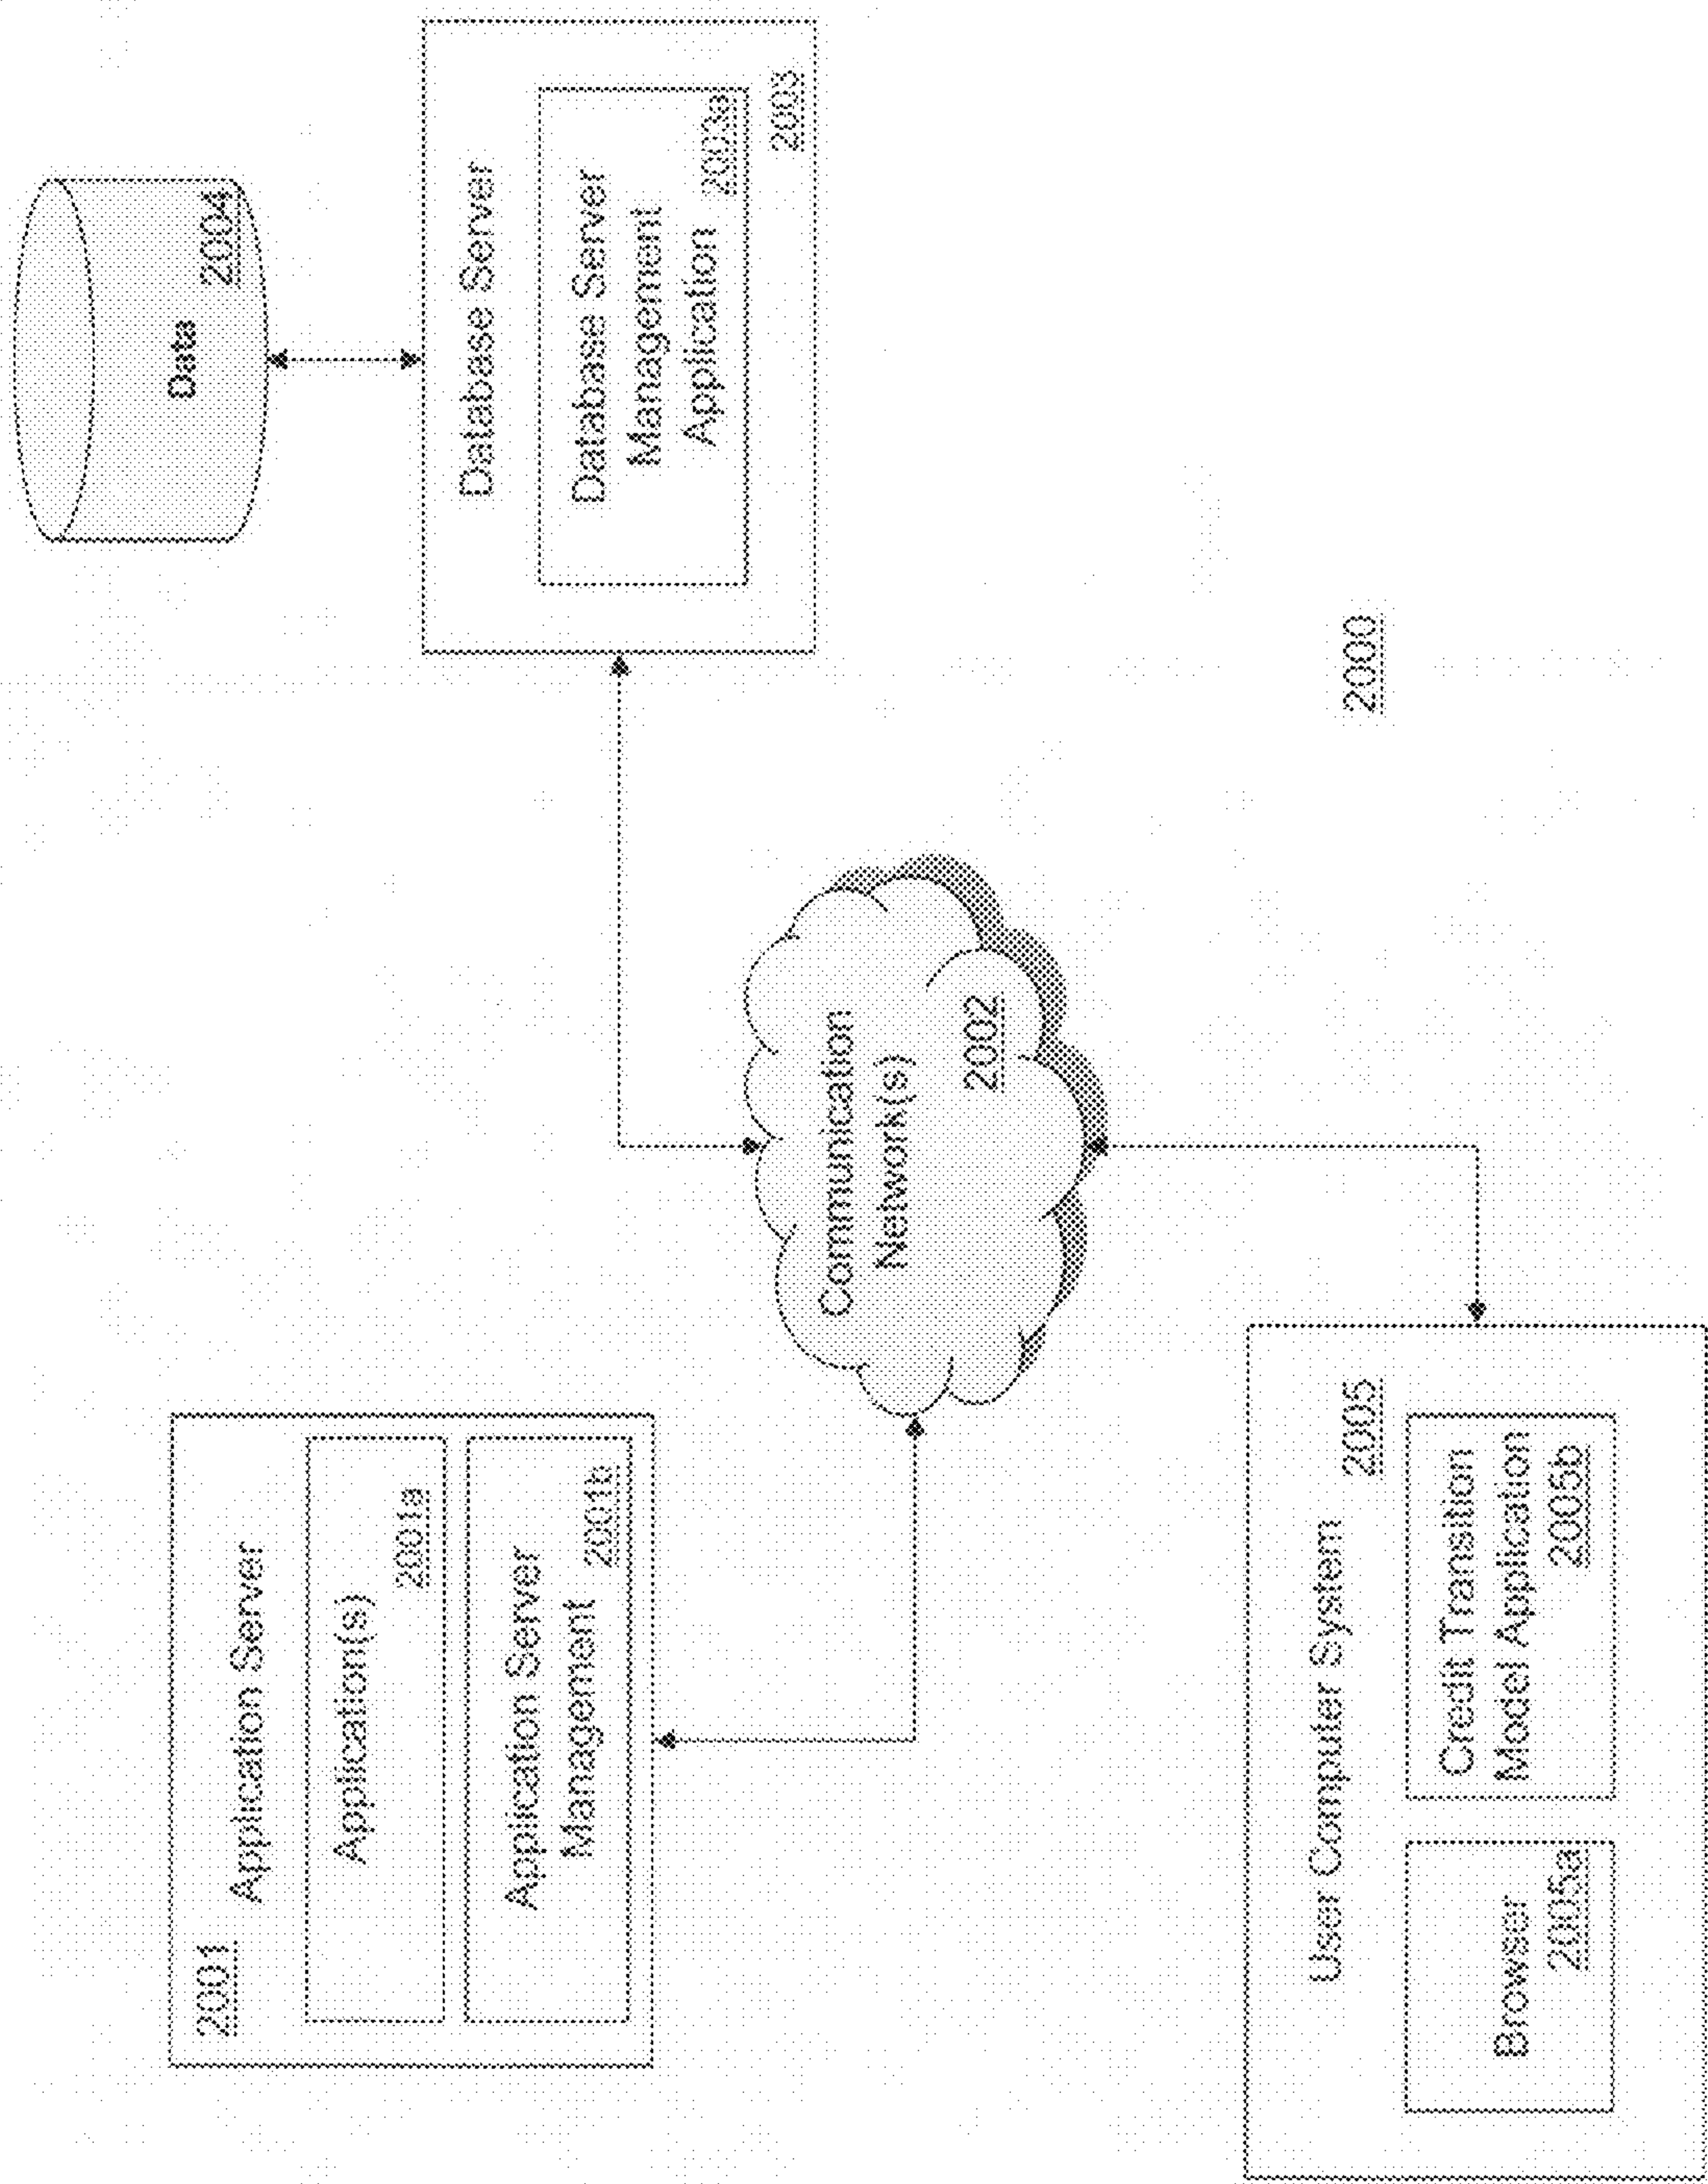 2001
Application Server
Application(s)
2001a
Application Server
Management
2001b
Data
2004
Database Server
Database Server
Management
Application
2003a
2003
Communication
Network(s)
2002
User Computer System
2005
Browser
2005a
Credit Transition
Model Application
2005b
2000